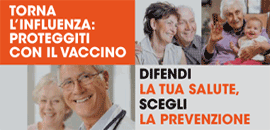 TORNA
L'INFLUENZA:
PROTEGGITI
CON IL VACCINO
DIFENDI
LA TUA SALUTE,
SCEGLI
LA PREVENZIONE